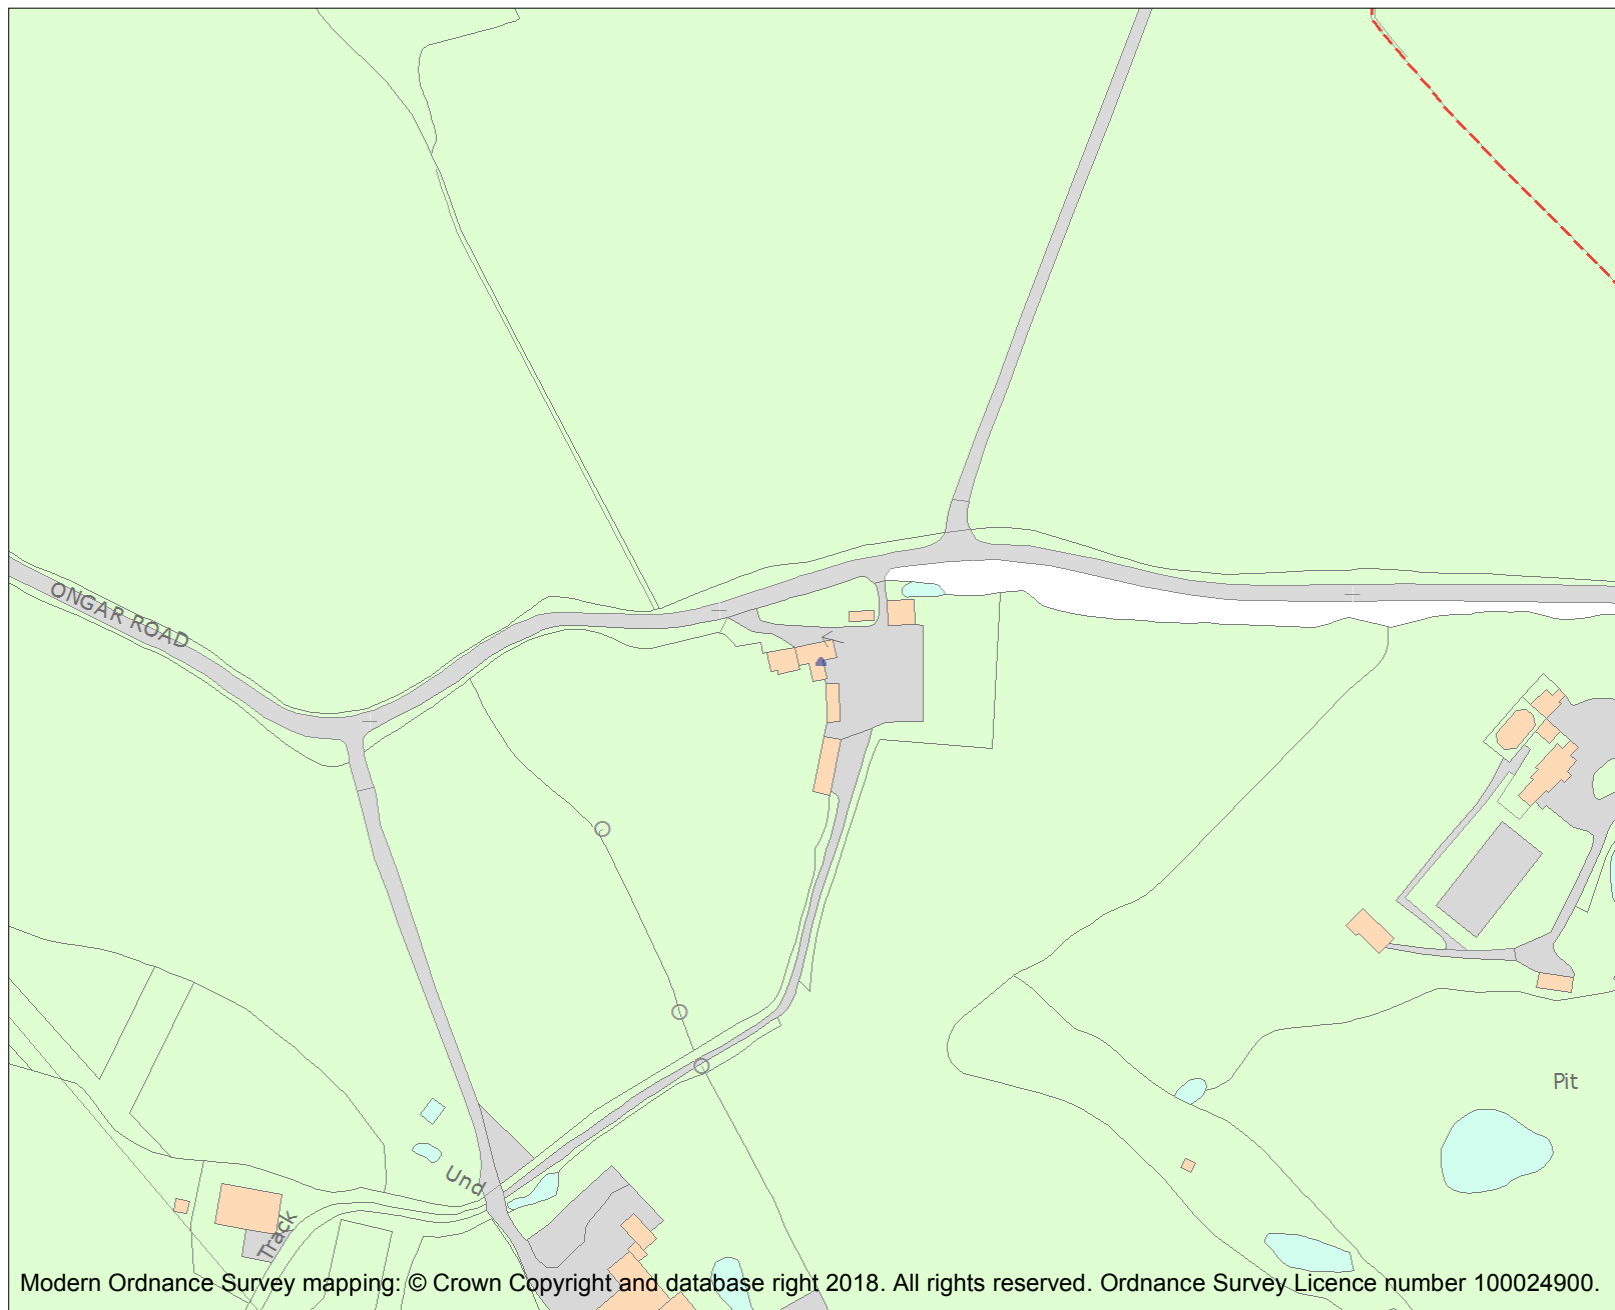 ONGAR ROAD
Pit
Und
Track
Modern Ordnance Survey mapping: © Crown Copyright and database right 2018. All rights reserved. Ordnance Survey Licence number 100024900.